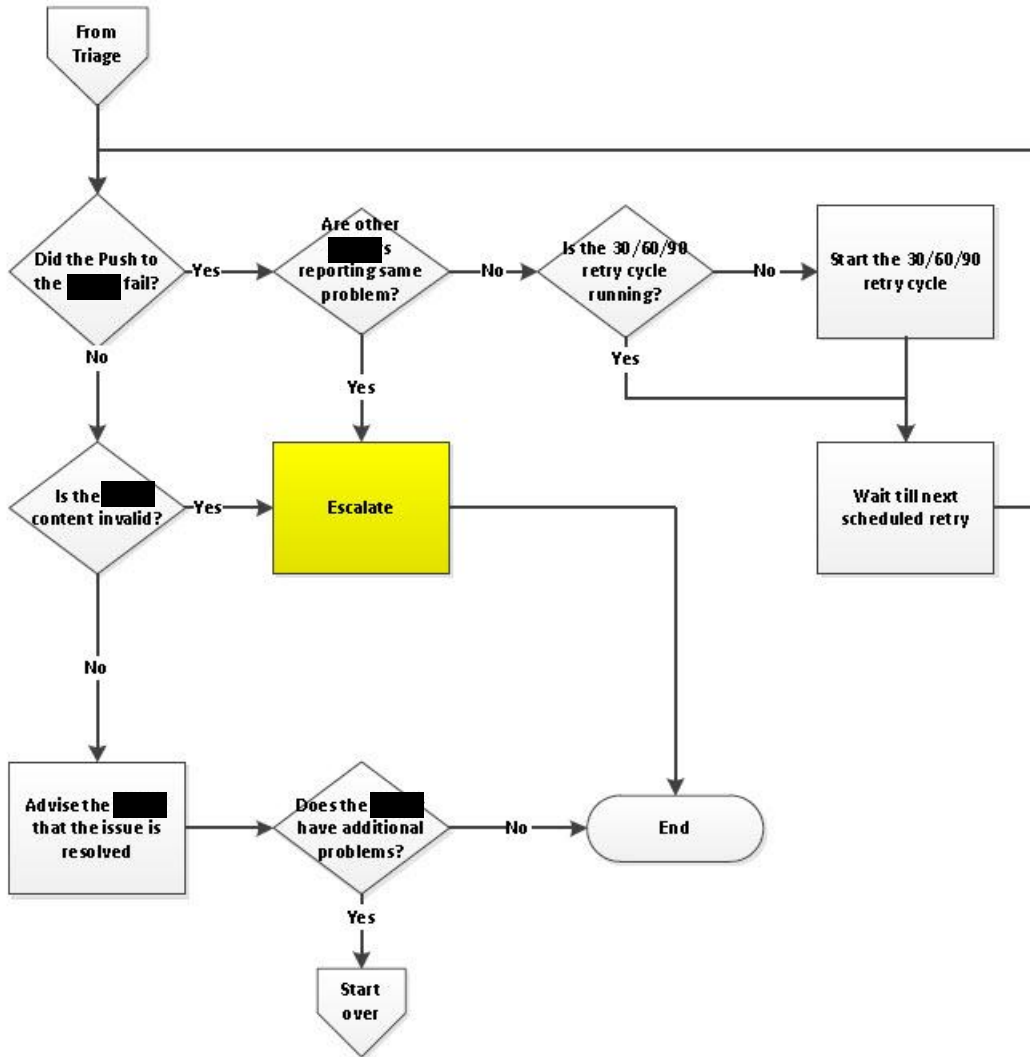 From
Triage
Did the Push to
the fail?
Yes
Are other
s
reporting same
problem?
No
Is the 30/60/90
retry cycle
running?
No
Start the 30/60/90
retry cycle
No
Yes
Yes
Is the
content invalid?
Yes
Escalate
Wait till next
scheduled retry
No
Advise the
that the issue is
resolved
Does the
have additional
problems?
No
End
Yes
Start
over